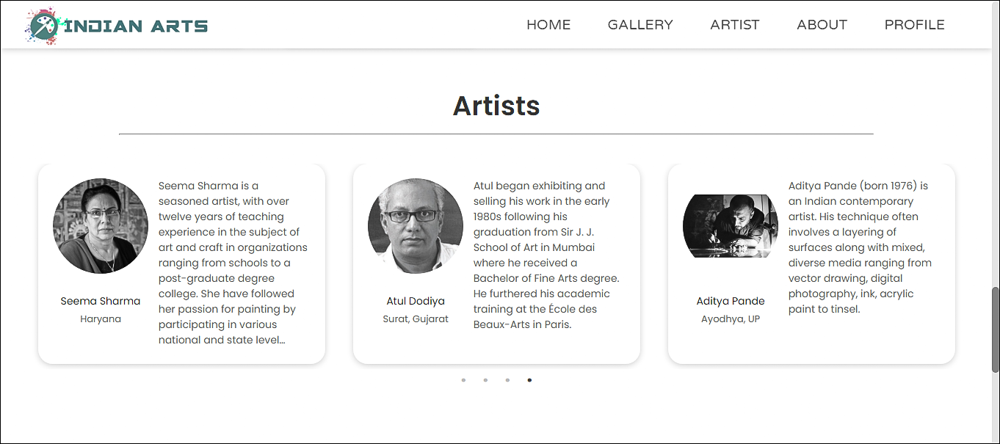 INDIAN ARTS
HOME GALLERY ARTIST ABOUT PROFILE
Artists
Seema Sharma is a
seasoned artist, with over
twelve years of teaching
experience in the subject of
art and craft in organizations
ranging from schools to a
post-graduate degree
college. She have followed
her passion for painting by
participating in various
national and state level...
Seema Sharma
Haryana
Atul began exhibiting and
selling his work in the early
1980s following his
graduation from Sir J. J.
School of Art in Mumbai
where he received a
Bachelor of Fine Arts degree.
He furthered his academic
training at the École des
Beaux-Arts in Paris.
Atul Dodiya
Surat, Gujarat
Aditya Pande (born 1976) is
an Indian contemporary
artist. His technique often
involves a layering of
surfaces along with mixed,
diverse media ranging from
vector drawing, digital
photography, ink, acrylic
paint to tinsel.
Aditya Pande
Ayodhya, UP